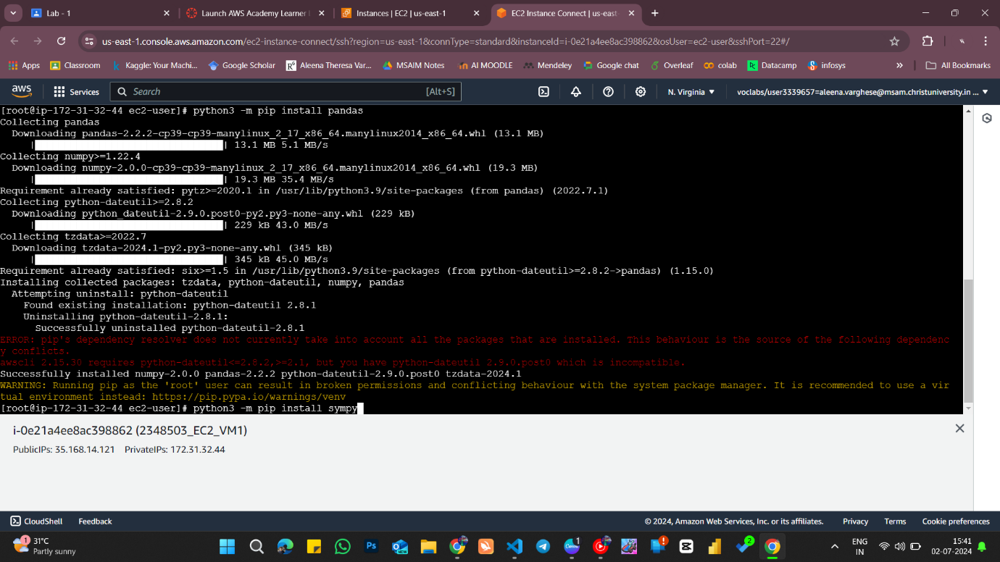 Lab - 1
Launch AWS Academy Learner
Instances | EC2 | us-east-1
EC2 Instance Connect | us-east
us-east-1.console.aws.amazon.com/ec2-instance-connect/ssh?region=us-east-1&connType=standard&instanceId=i-0e21a4ee8ac398862&osUser=ec2-user&sshPort=22#/
Apps Classroom Kaggle: Your Machi... Google Scholar Aleena Theresa Var... MSAIM Notes AI MOODLE Mendeley Google chat Overleaf colab Datacamp infosys » All Bookmarks
aws Services Search [Alt+S] N. Virginia voclabs/user3339657=aleena.varghese@msam.christuniversity.in ...
[root@ip-172-31-32-44 ec2-user]# python3 -m pip install pandas
Collecting pandas
Downloading pandas-2.2.2-cp39-cp39-manylinux_2_17_x86_64.manylinux2014_x86_64.whl (13.1 MB)
| | 13.1 MB 5.1 MB/s
Collecting numpy>=1.22.4
Downloading numpy-2.0.0-cp39-cp39-manylinux_2_17_x86_64.manylinux2014_x86_64.whl (19.3 MB)
| | 19.3 MB 35.4 MB/s
Requirement already satisfied: pytz>=2020.1 in /usr/lib/python3.9/site-packages (from pandas) (2022.7.1)
Collecting python-dateutil>=2.8.2
Downloading python_dateutil-2.9.0.post0-py2.py3-none-any.whl (229 kB)
| | 229 kB 43.0 MB/s
Collecting tzdata>=2022.7
Downloading tzdata-2024.1-py2.py3-none-any.whl (345 kB)
| | 345 kB 45.0 MB/s
Requirement already satisfied: six>=1.5 in /usr/lib/python3.9/site-packages (from python-dateutil>=2.8.2->pandas) (1.15.0)
Installing collected packages: tzdata, python-dateutil, numpy, pandas
Attempting uninstall: python-dateutil
Found existing installation: python-dateutil 2.8.1
Uninstalling python-dateutil-2.8.1:
Successfully uninstalled python-dateutil-2.8.1
ERROR: pip's dependency resolver does not currently take into account all the packages that are installed. This behaviour is the source of the following dependenc
y conflicts.
awscli 2.15.30 requires python-dateutil<=2.8.2,>=2.1, but you have python-dateutil 2.9.0.post0 which is incompatible.
Successfully installed numpy-2.0.0 pandas-2.2.2 python-dateutil-2.9.0.post0 tzdata-2024.1
WARNING: Running pip as the 'root' user can result in broken permissions and conflicting behaviour with the system package manager. It is recommended to use a vir
tual environment instead: https://pip.pypa.io/warnings/venv
[root@ip-172-31-32-44 ec2-user]# python3 -m pip install sympy
i-0e21a4ee8ac398862 (2348503_EC2_VM1)
PublicIPs: 35.168.14.121 PrivateIPs: 172.31.32.44
CloudShell Feedback © 2024, Amazon Web Services, Inc. or its affiliates. Privacy Terms Cookie preferences
1 31°C
Partly sunny
Ps
NEW
1
2
ENG
IN
15:41
02-07-2024